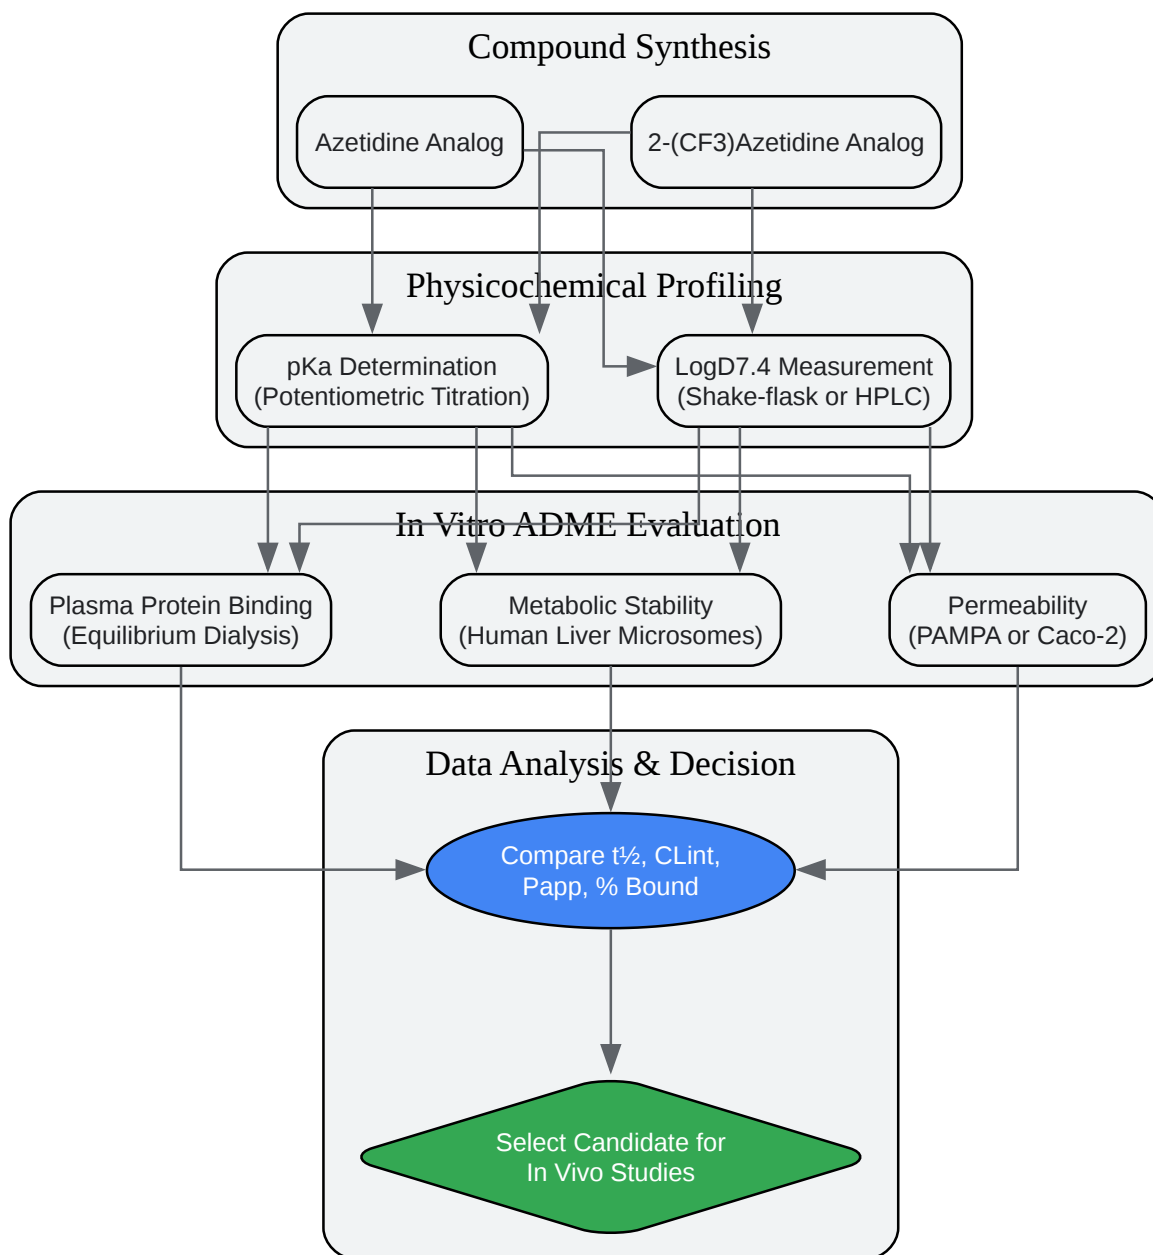 Compound Synthesis
Azetidine Analog
2-(CF3)Azetidine Analog
Physicochemical Profiling
pKa Determination
(Potentiometric Titration)
LogD7.4 Measurement
(Shake-flask or HPLC)
In Vitro ADME Evaluation
Plasma Protein Binding
(Equilibrium Dialysis)
Metabolic Stability
(Human Liver Microsomes)
Permeability
(PAMPA or Caco-2)
Data Analysis & Decision
Compare t½, CLint,
Papp, % Bound
Select Candidate for
In Vivo Studies